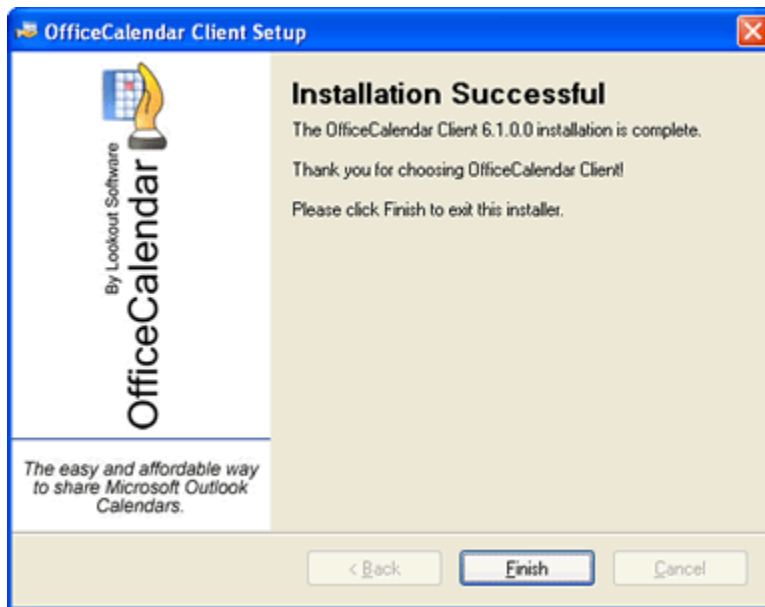 OfficeCalendar Client Setup
By Lookout Software
OfficeCalendar
The easy and affordable way
to share Microsoft Outlook
Calendars.
Installation Successful
The OfficeCalendar Client 6.1.0.0 installation is complete.
Thank you for choosing OfficeCalendar Client!
Please click Finish to exit this installer.
< Back
Finish
Cancel